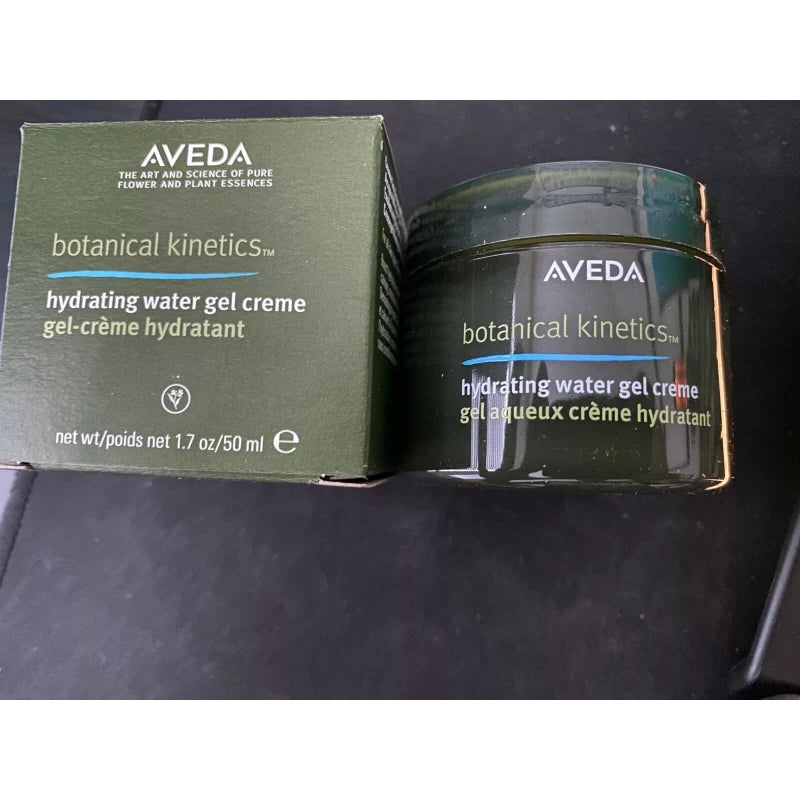 AVEDA
THE ART AND SCIENCE OF PURE
FLOWER AND PLANT ESSENCES
botanical kinetics™
hydrating water gel creme
gel-crème hydratant
net wt/poids net 1.7 oz/50 ml ℮
AVEDA
botanical kinetics™
hydrating water gel creme
gel aqueux crème hydratant